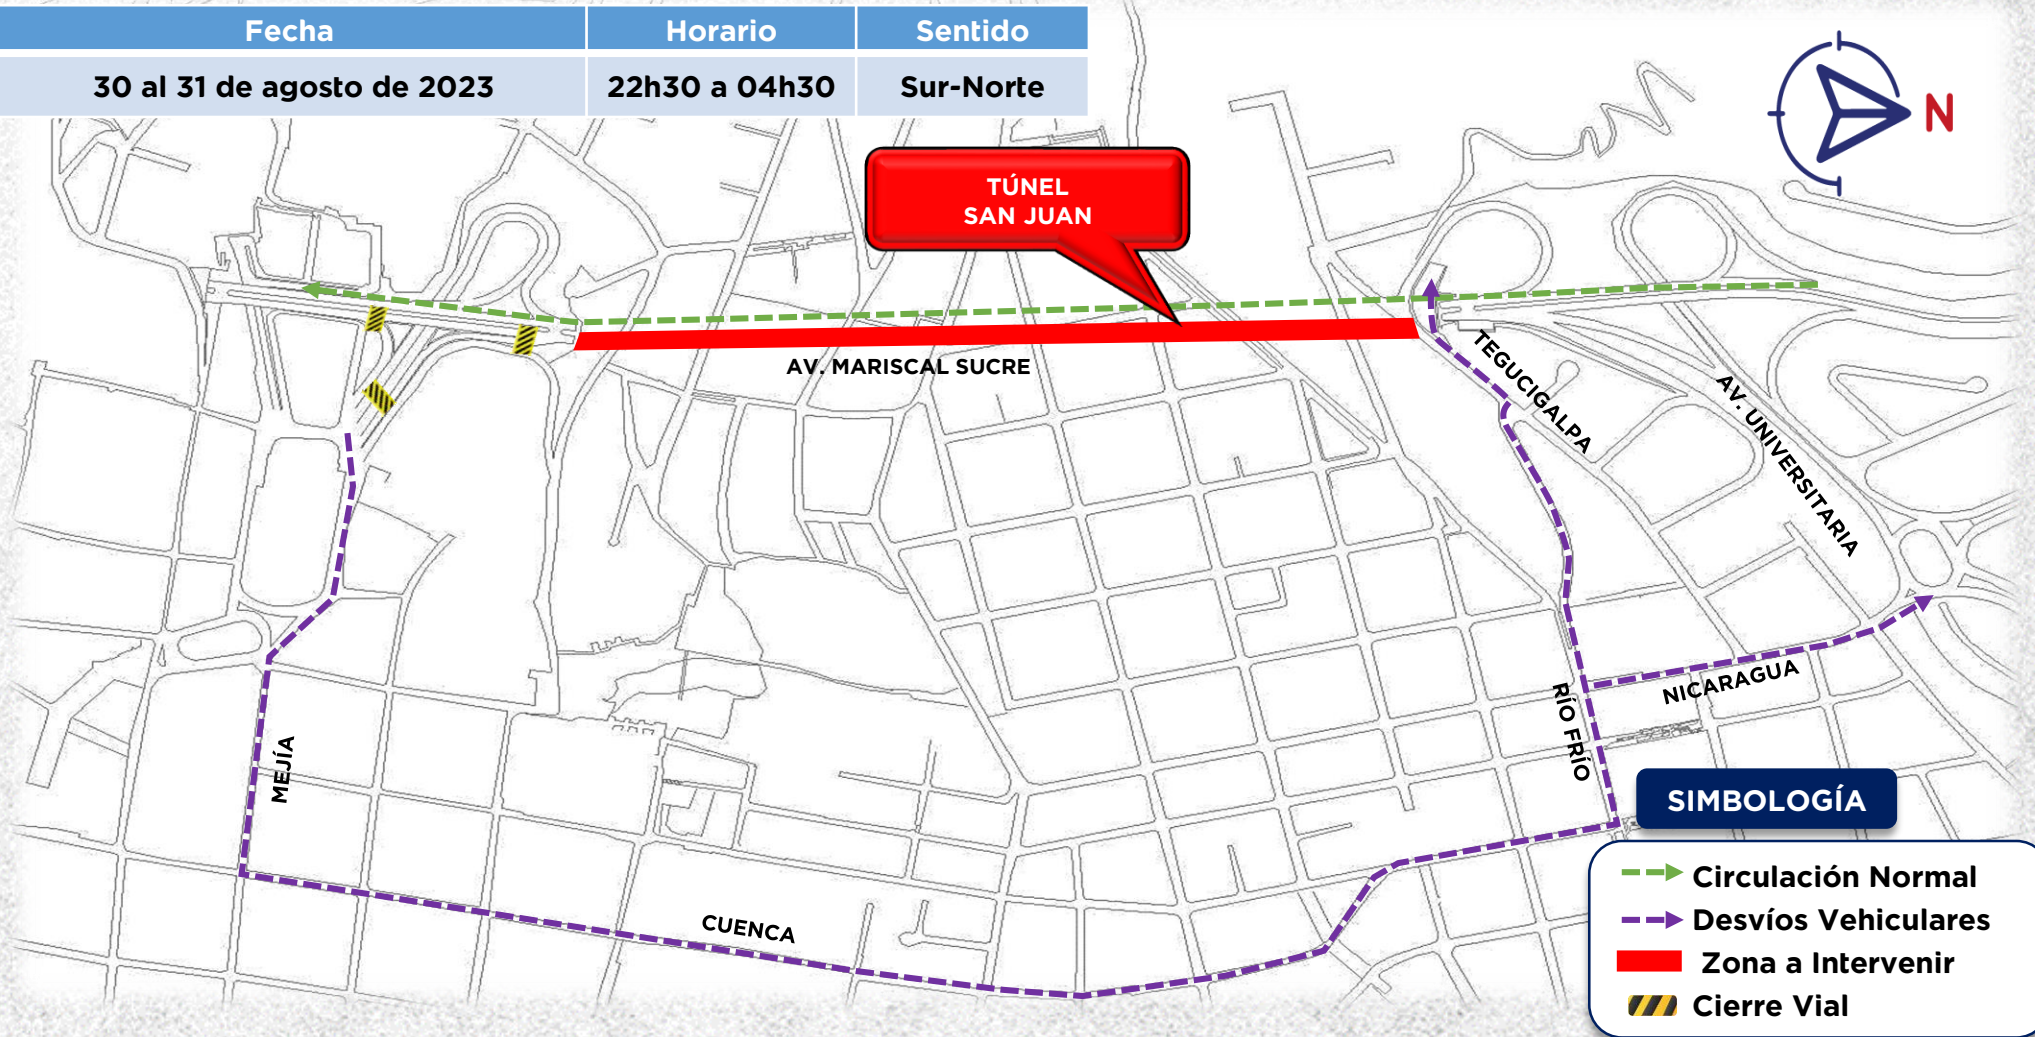 Fecha Horario Sentido
30 al 31 de agosto de 2023 22h30 a 04h30 Sur-Norte
N
TÚNEL
SAN JUAN
AV. MARISCAL SUCRE
TEGUCIGALPA
AV. UNIVERSITARIA
NICARAGUA
RÍO FRÍO
MEJÍA
CUENCA
SIMBOLOGÍA
Circulación Normal
Desvíos Vehiculares
Zona a Intervenir
Cierre Vial